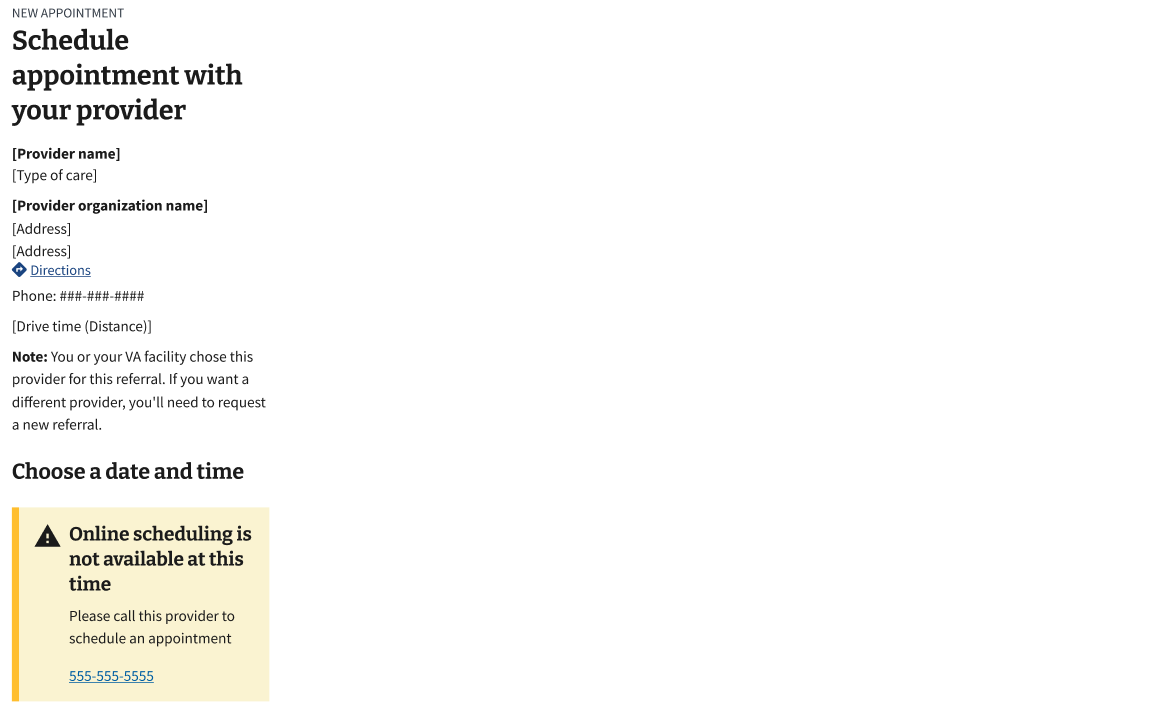 NEW APPOINTMENT
Schedule
appointment with
your provider
[Provider name]
[Type of care]
[Provider organization name]
[Address]
[Address]
Directions
Phone: ###-###-####
[Drive time (Distance)]
Note: You or your VA facility chose this
provider for this referral. If you want a
different provider, you'll need to request
a new referral.
Choose a date and time
Online scheduling is
not available at this
time
Please call this provider to
schedule an appointment
555-555-5555